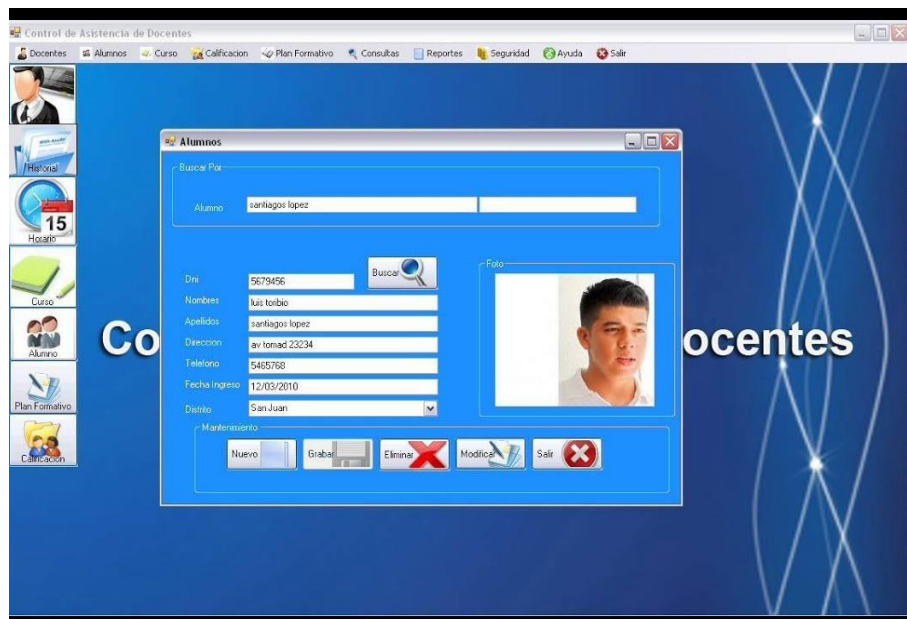 Control de Asistencia de Docentes
Docentes Alumnos Curso Calificacion Plan Formativo Consultas Reportes Seguridad Ayuda Salir
Historial
15
Horario
Curso
Alumno
Plan Formativo
Calificacion
Co
ocentes
Alumnos
Buscar Por
Alumno santiagos lopez
Buscar
Dni 5679456
Nombres luis toribio
Apellidos santiagos lopez
Direccion av tomad 23234
Telefono 5465768
Fecha Ingreso 12/03/2010
Distrito San Juan
Foto
Mantenimiento
Nuevo Grabar Eliminar Modificar Salir